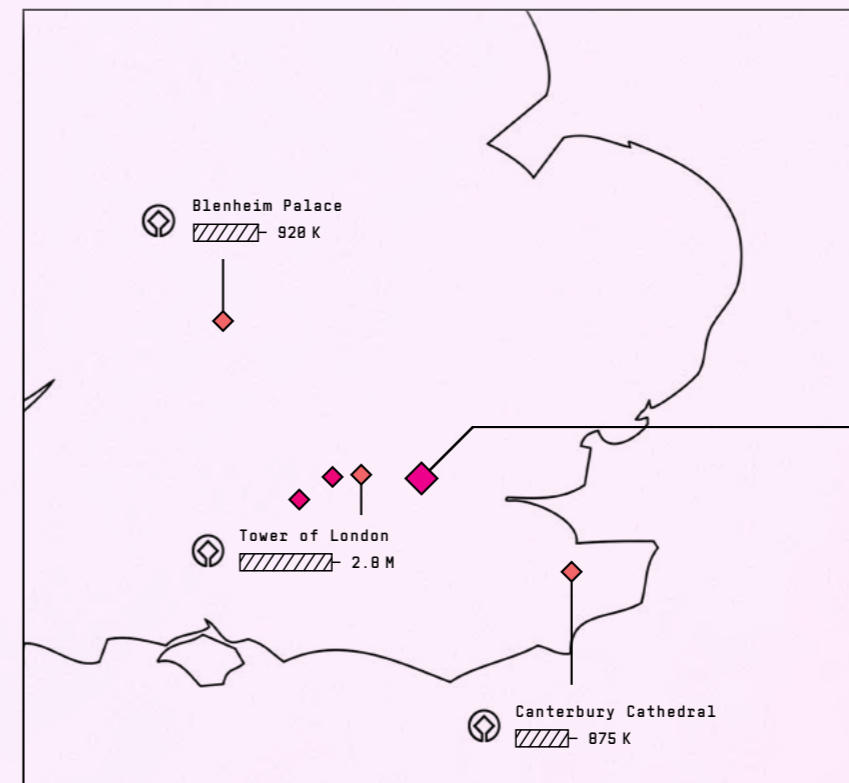 Blenheim Palace
920 K
Tower of London
2.8 M
Canterbury Cathedral
875 K